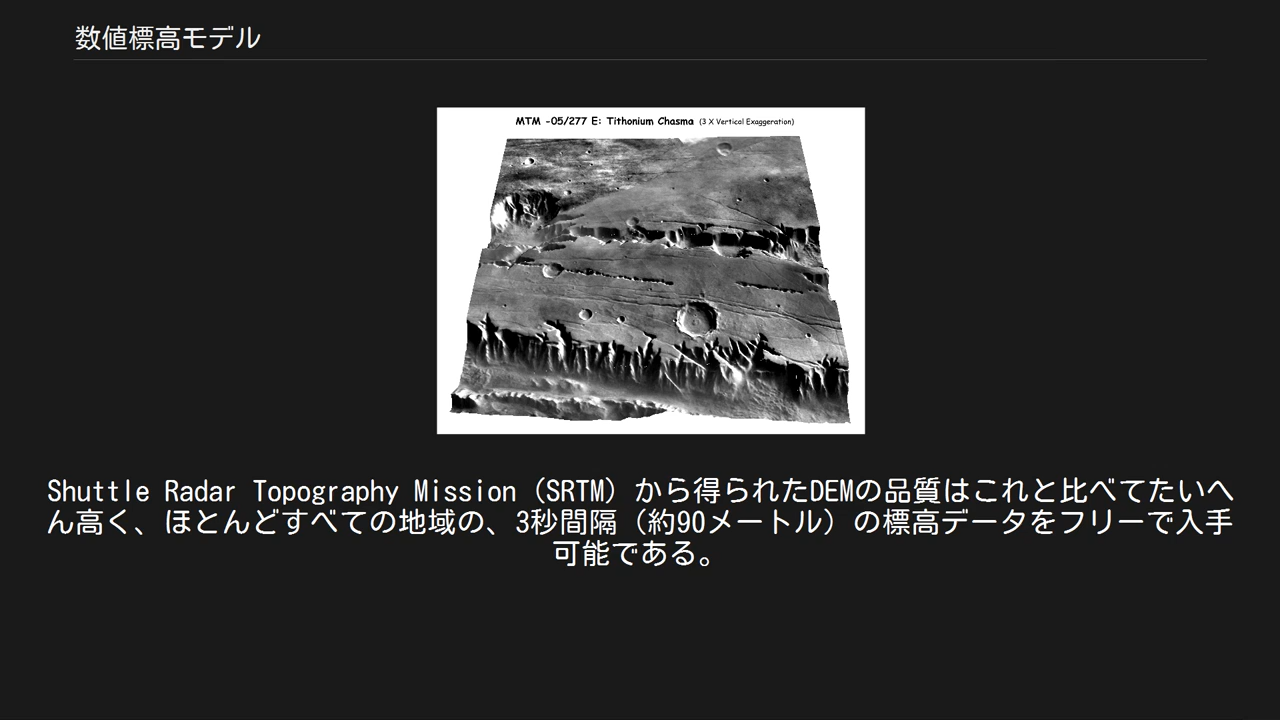 数値標高モデル
MTM -05/277 E: Tithonium Chasma (3 X Vertical Exaggeration)
Shuttle Radar Topography Mission（SRTM）から得られたDEMの品質はこれと比べてたいへ
ん高く、ほとんどすべての地域の、3秒間隔（約90メートル）の標高データをフリーで入手
可能である。